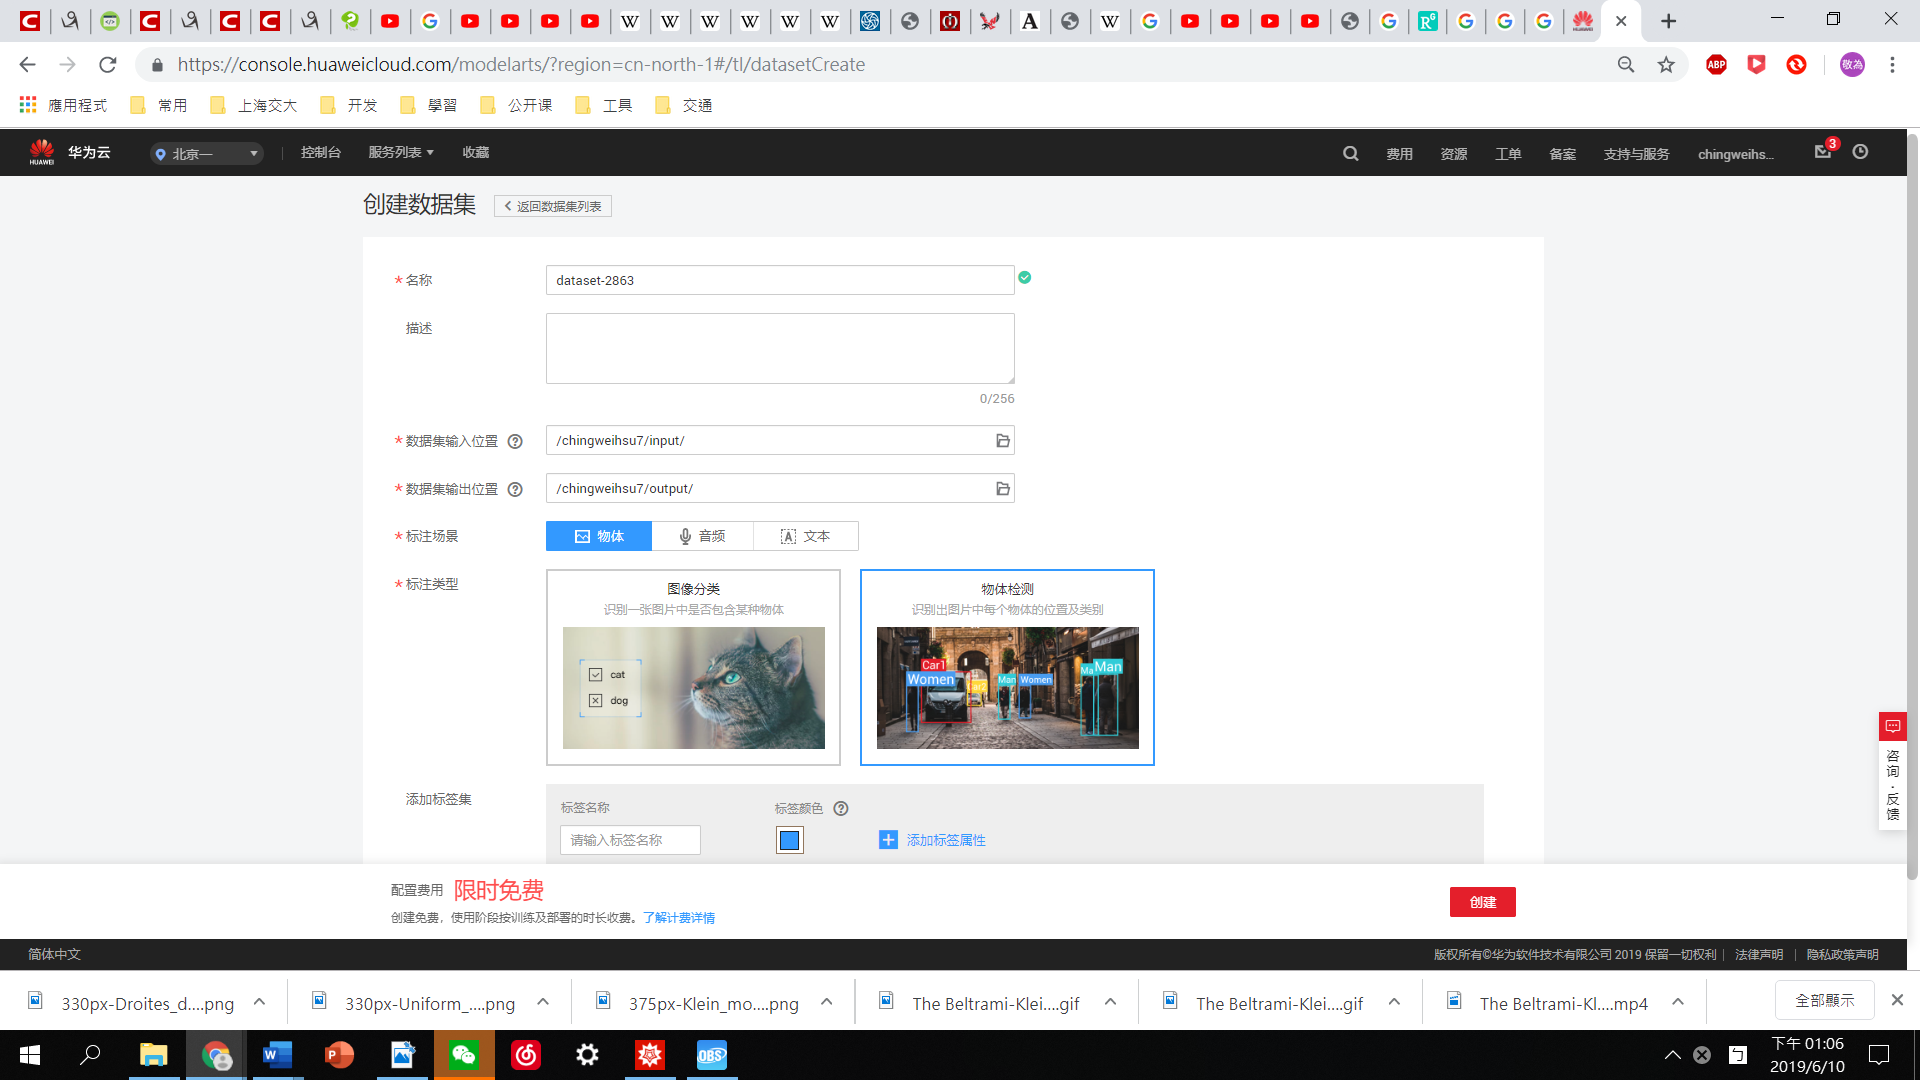 https://console.huaweicloud.com/modelarts/?region=cn-north-1#/tl/datasetCreate
ABP
敬為
應用程式 常用 上海交大 开发 學習 公开课 工具 交通
HUAWEI 华为云 北京一 控制台 服务列表 收藏 费用 资源 工单 备案 支持与服务 chingweihs... 3
创建数据集 返回数据集列表
* 名称 dataset-2863
描述
0/256
* 数据集输入位置 /chingweihsu7/input/
* 数据集输出位置 /chingweihsu7/output/
* 标注场景 物体 音频 文本
* 标注类型
图像分类
识别一张图片中是否包含某种物体
cat
dog
物体检测
识别出图片中每个物体的位置及类别
Car1
Women
Man
Women
Man
添加标签集 标签名称 标签颜色
请输入标签名称 添加标签属性
咨询·反馈
配置费用 限时免费
创建免费，使用阶段按训练及部署的时长收费。了解计费详情
创建
简体中文 版权所有©华为软件技术有限公司 2019 保留一切权利 | 法律声明 | 隐私政策声明
330px-Droites_d....png 330px-Uniform_....png 375px-Klein_mo....png The Beltrami-Klei....gif The Beltrami-Klei....gif The Beltrami-Kl....mp4 全部顯示
下午 01:06
2019/6/10